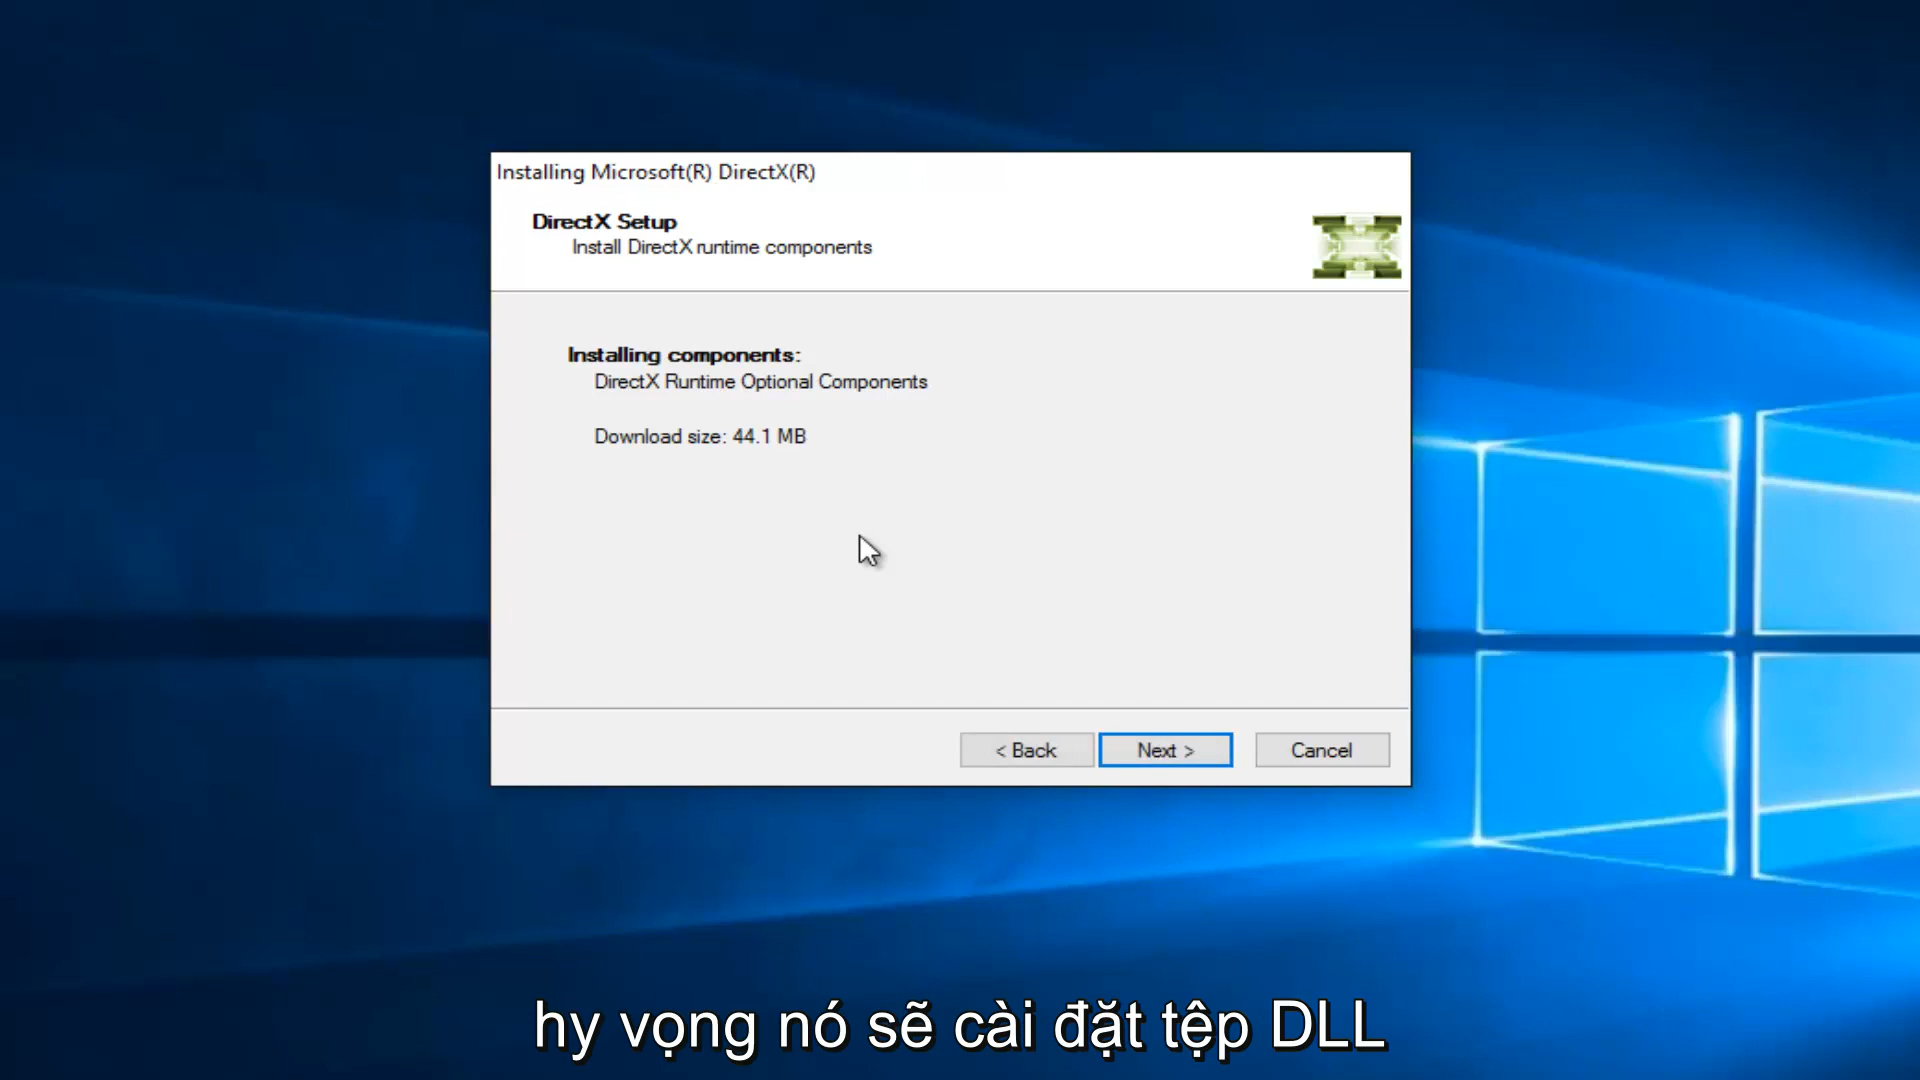 Installing Microsoft(R) DirectX(R)
DirectX Setup
Install DirectX runtime components
Installing components:
DirectX Runtime Optional Components
Download size: 44.1 MB
< Back
Next >
Cancel
hy vọng nó sẽ cài đặt tệp DLL